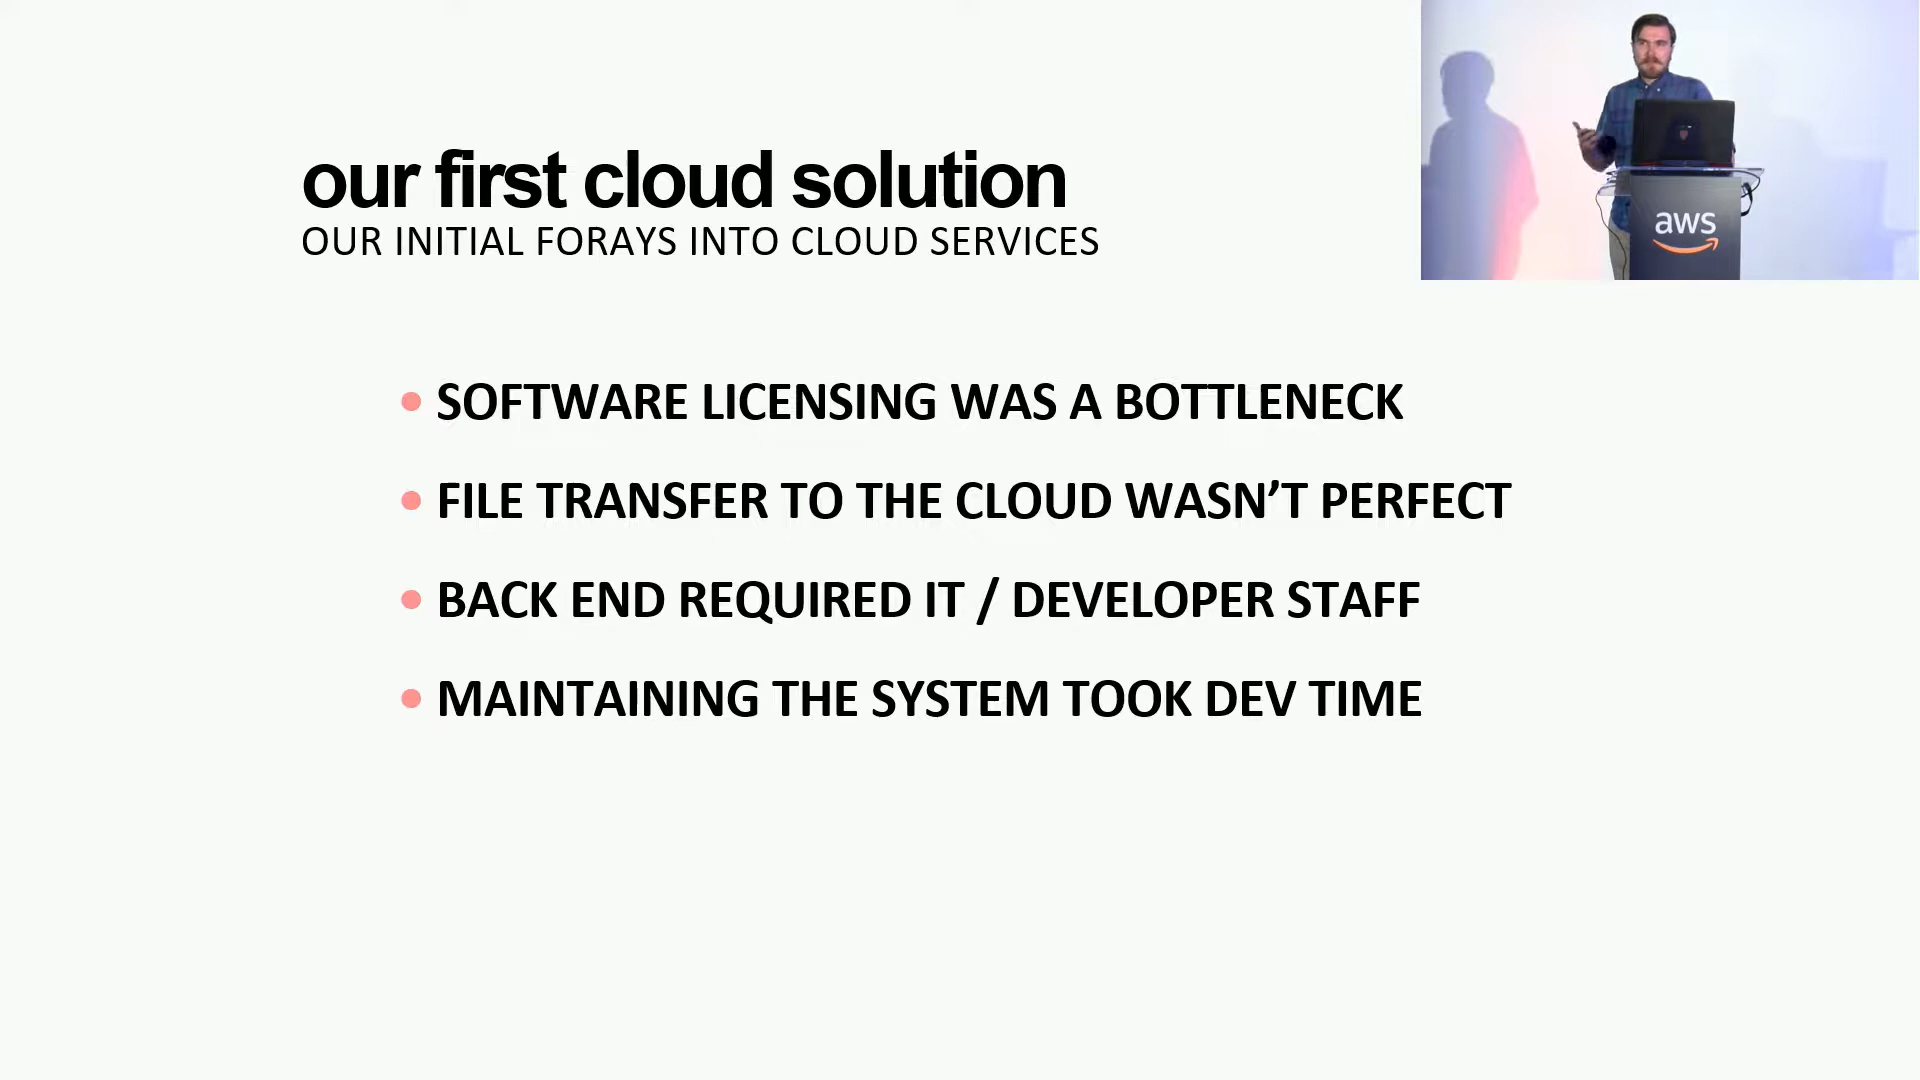 our first cloud solution
OUR INITIAL FORAYS INTO CLOUD SERVICES
aws
SOFTWARE LICENSING WAS A BOTTLENECK
FILE TRANSFER TO THE CLOUD WASN’T PERFECT
BACK END REQUIRED IT / DEVELOPER STAFF
MAINTAINING THE SYSTEM TOOK DEV TIME